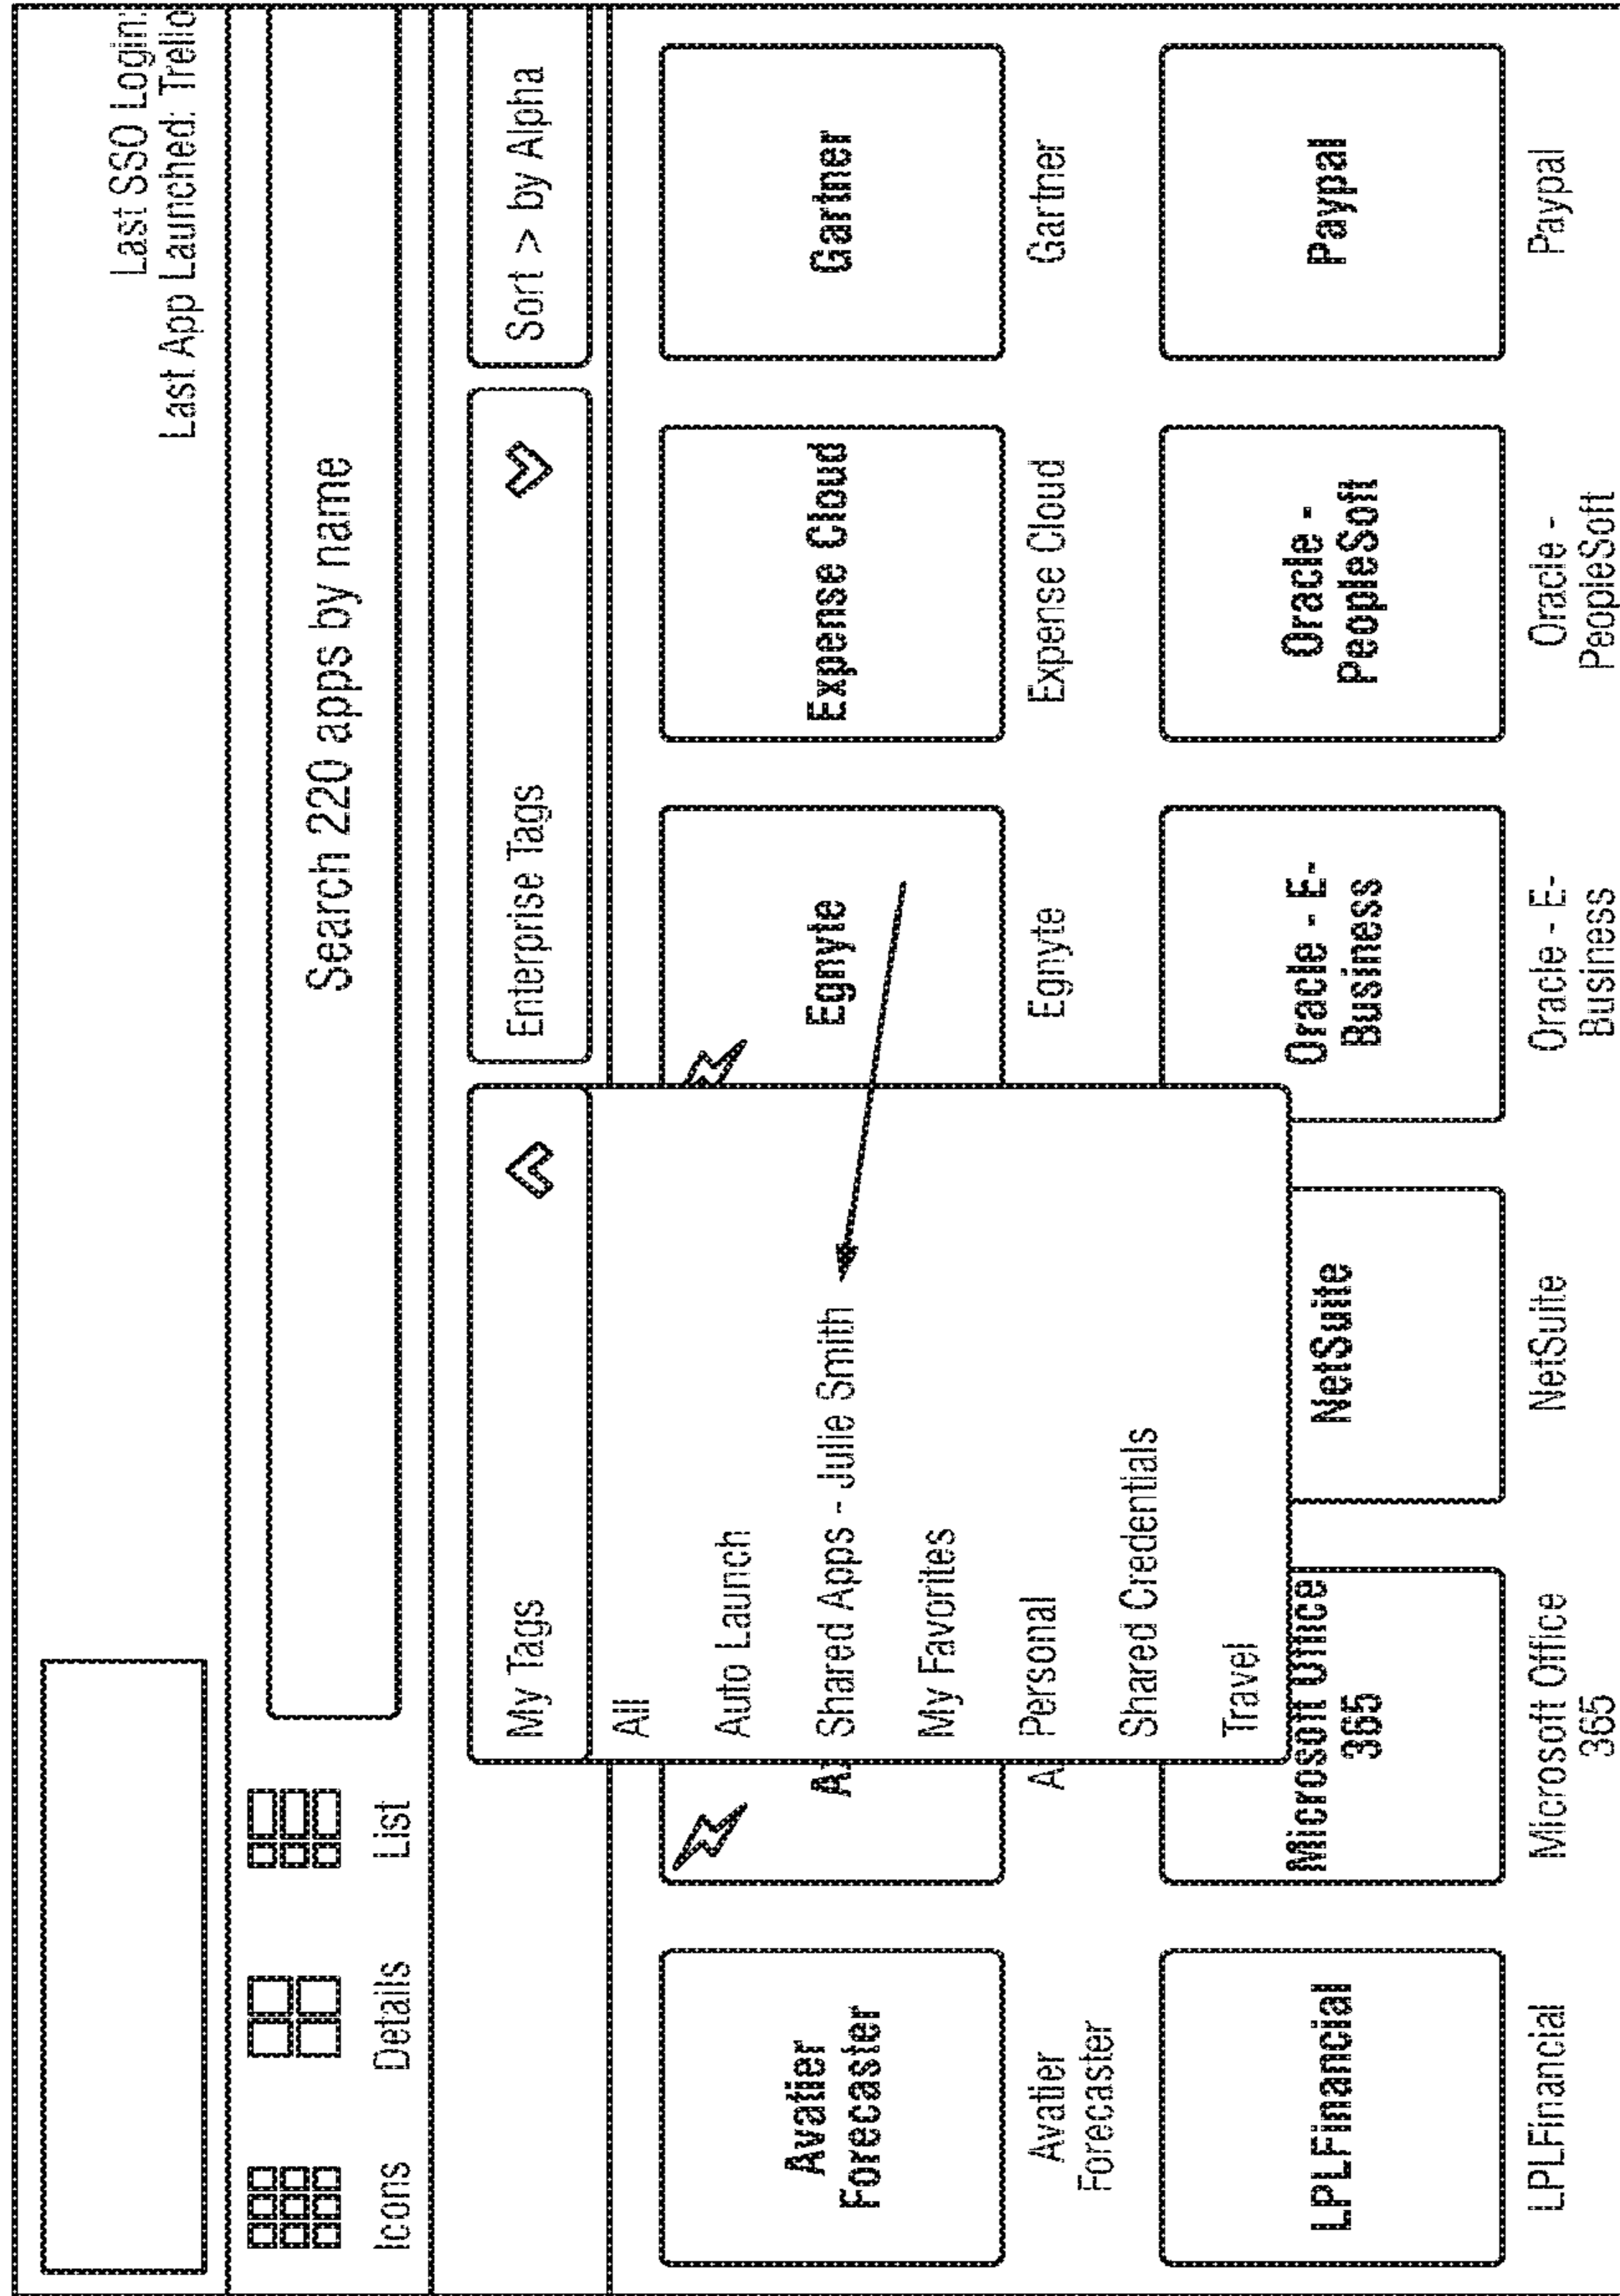 Last SSO Login:
Last App Launched: Trello
Icons
Details
List
Search 220 apps by name
My Tags
Enterprise Tags
Sort > by Alpha
All
Auto Launch
Shared Apps - Julie Smith
My Favorites
Personal
Shared Credentials
Travel
Avatier
Forecaster
Egnyte
Expense Cloud
Gartner
Avatier
Forecaster
Egnyte
Expense Cloud
Gartner
LPLFinancial
Microsoft Office
365
NetSuite
Oracle - E-
Business
Oracle -
PeopleSoft
Paypal
LPLFinancial
Microsoft Office
365
NetSuite
Oracle - E-
Business
Oracle -
PeopleSoft
Paypal